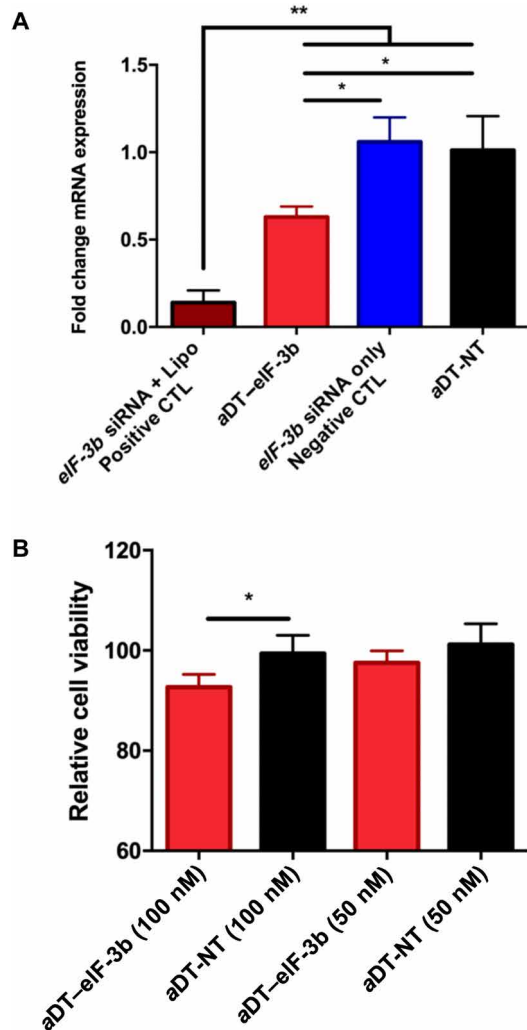 A
**
*
*
1.5
1.0
0.5
0.0
Fold change mRNA expression
eIF-3b siRNA + Lipo
Positive CTL
aDT–eIF-3b
eIF-3b siRNA only
Negative CTL
aDT-NT
B
120
100
80
60
*
Relative cell viability
aDT–eIF-3b (100 nM)
aDT-NT (100 nM)
aDT–eIF-3b (50 nM)
aDT-NT (50 nM)